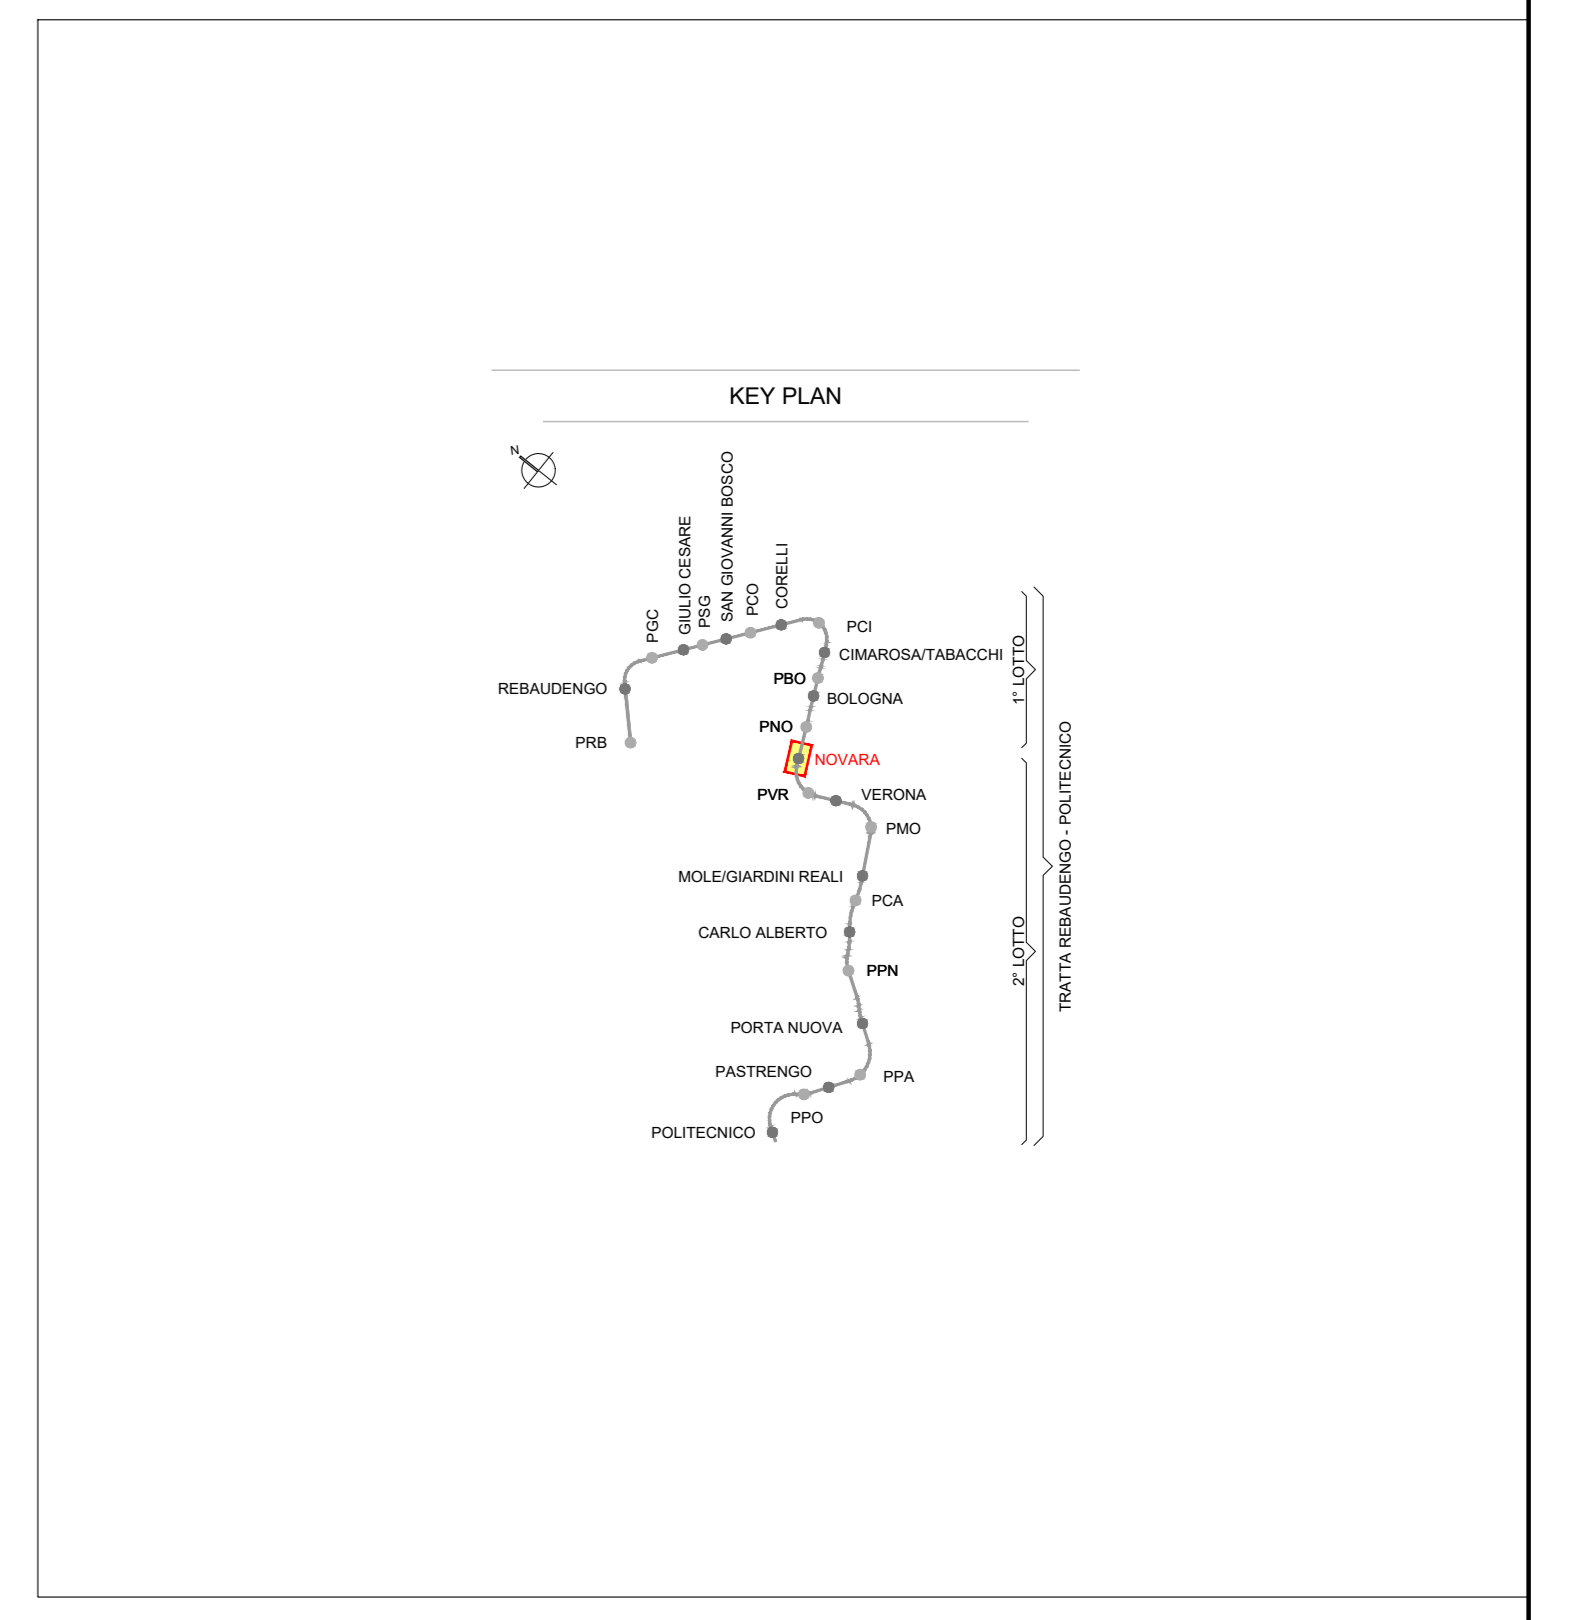 KEY PLAN
N
REBAUDENGO
PRB
PGC
GIULIO CESARE
PSG
SAN GIOVANNI BOSCO
PCO
CORELLI
PCI
CIMAROSA/TABACCHI
PBO
BOLOGNA
PNO
NOVARA
PVR
VERONA
PMO
MOLE/GIARDINI REALI
PCA
CARLO ALBERTO
PPN
PORTA NUOVA
PASTRENGO
PPA
PPO
POLITECNICO
1° LOTTO
2° LOTTO
TRATTA REBAUDENGO - POLITECNICO